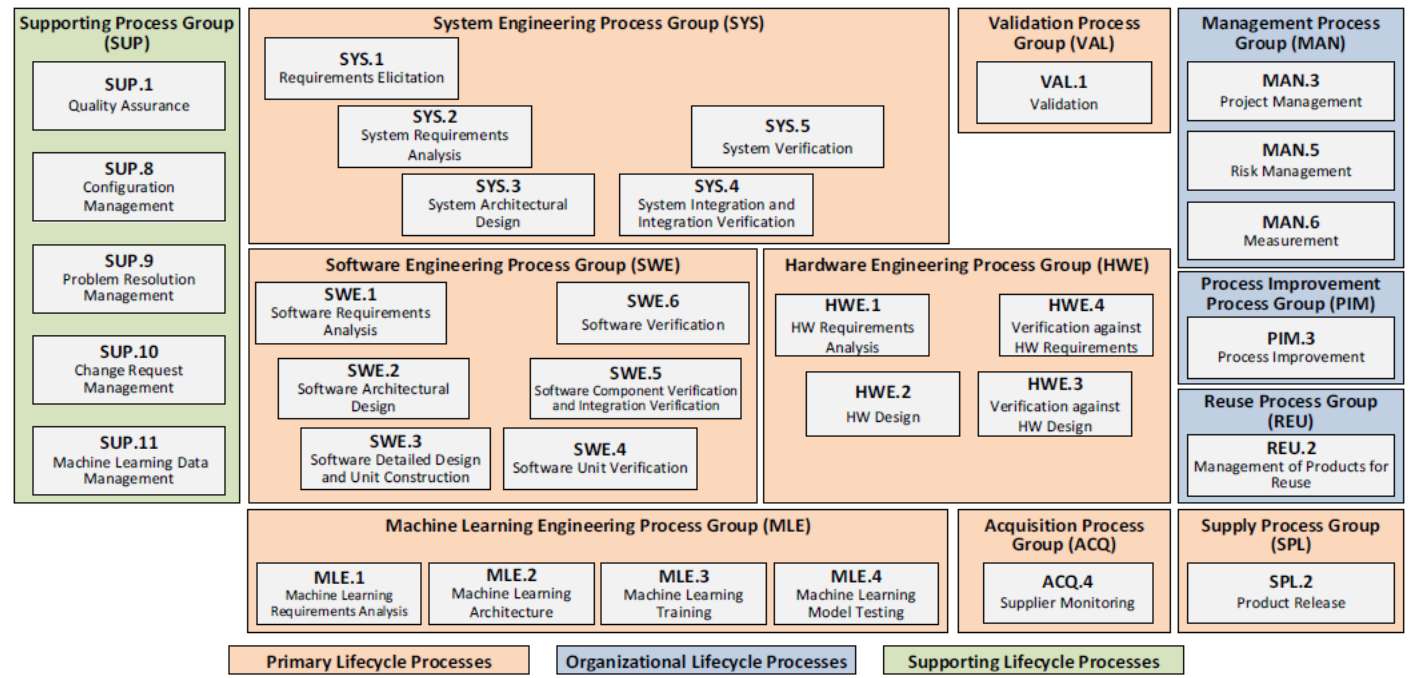 Supporting Process Group
(SUP)
SUP.1
Quality Assurance
SUP.8
Configuration
Management
SUP.9
Problem Resolution
Management
SUP.10
Change Request
Management
SUP.11
Machine Learning Data
Management
System Engineering Process Group (SYS)
SYS.1
Requirements Elicitation
SYS.2
System Requirements
Analysis
SYS.3
System Architectural
Design
SYS.4
System Integration and
Integration Verification
SYS.5
System Verification
Validation Process
Group (VAL)
VAL.1
Validation
Management Process
Group (MAN)
MAN.3
Project Management
MAN.5
Risk Management
MAN.6
Measurement
Software Engineering Process Group (SWE)
SWE.1
Software Requirements
Analysis
SWE.2
Software Architectural
Design
SWE.3
Software Detailed Design
and Unit Construction
SWE.4
Software Unit Verification
SWE.5
Software Component Verification
and Integration Verification
SWE.6
Software Verification
Hardware Engineering Process Group (HWE)
HWE.1
HW Requirements
Analysis
HWE.2
HW Design
HWE.3
Verification against
HW Design
HWE.4
Verification against
HW Requirements
Process Improvement
Process Group (PIM)
PIM.3
Process Improvement
Reuse Process Group
(REU)
REU.2
Management of Products for
Reuse
Machine Learning Engineering Process Group (MLE)
MLE.1
Machine Learning
Requirements Analysis
MLE.2
Machine Learning
Architecture
MLE.3
Machine Learning
Training
MLE.4
Machine Learning
Model Testing
Acquisition Process
Group (ACQ)
ACQ.4
Supplier Monitoring
Supply Process Group
(SPL)
SPL.2
Product Release
Primary Lifecycle Processes
Organizational Lifecycle Processes
Supporting Lifecycle Processes